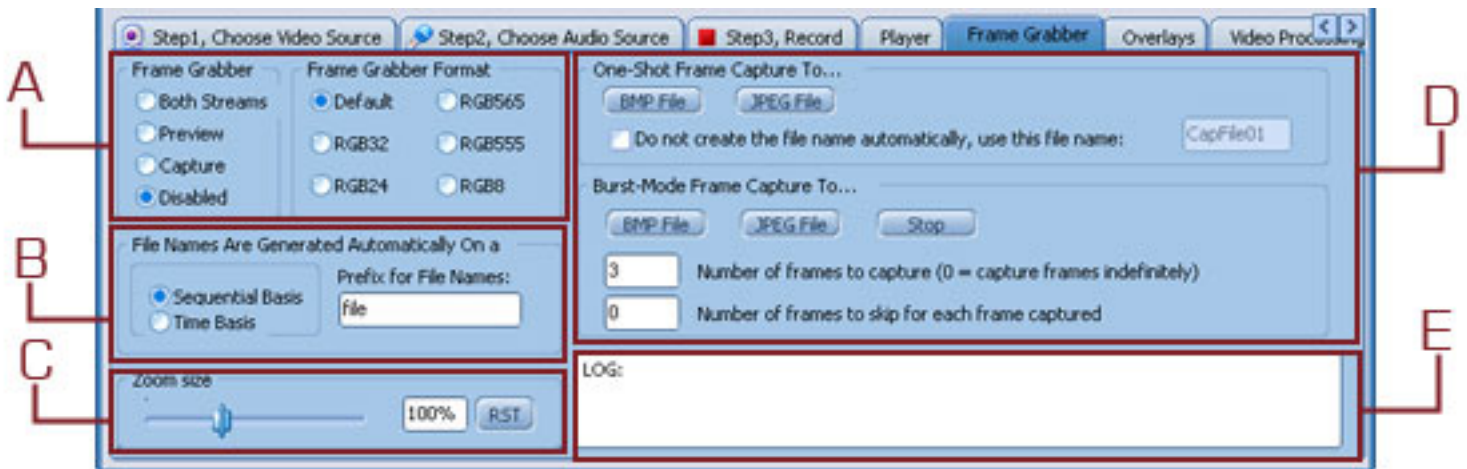 Step1, Choose Video Source
Step2, Choose Audio Source
Step3, Record
Player
Frame Grabber
Overlays
Video Processing
A
Frame Grabber
Both Streams
Preview
Capture
Disabled
Frame Grabber Format
Default
RGB565
RGB32
RGB555
RGB24
RGB8
B
File Names Are Generated Automatically On a
Sequential Basis
Time Basis
Prefix for File Names:
file
C
Zoom size
100%
RST
D
One-Shot Frame Capture To...
BMP File
JPEG File
Do not create the file name automatically, use this file name:
CapFile01
Burst-Mode Frame Capture To...
BMP File
JPEG File
Stop
3
Number of frames to capture (0 = capture frames indefinitely)
0
Number of frames to skip for each frame captured
E
LOG: